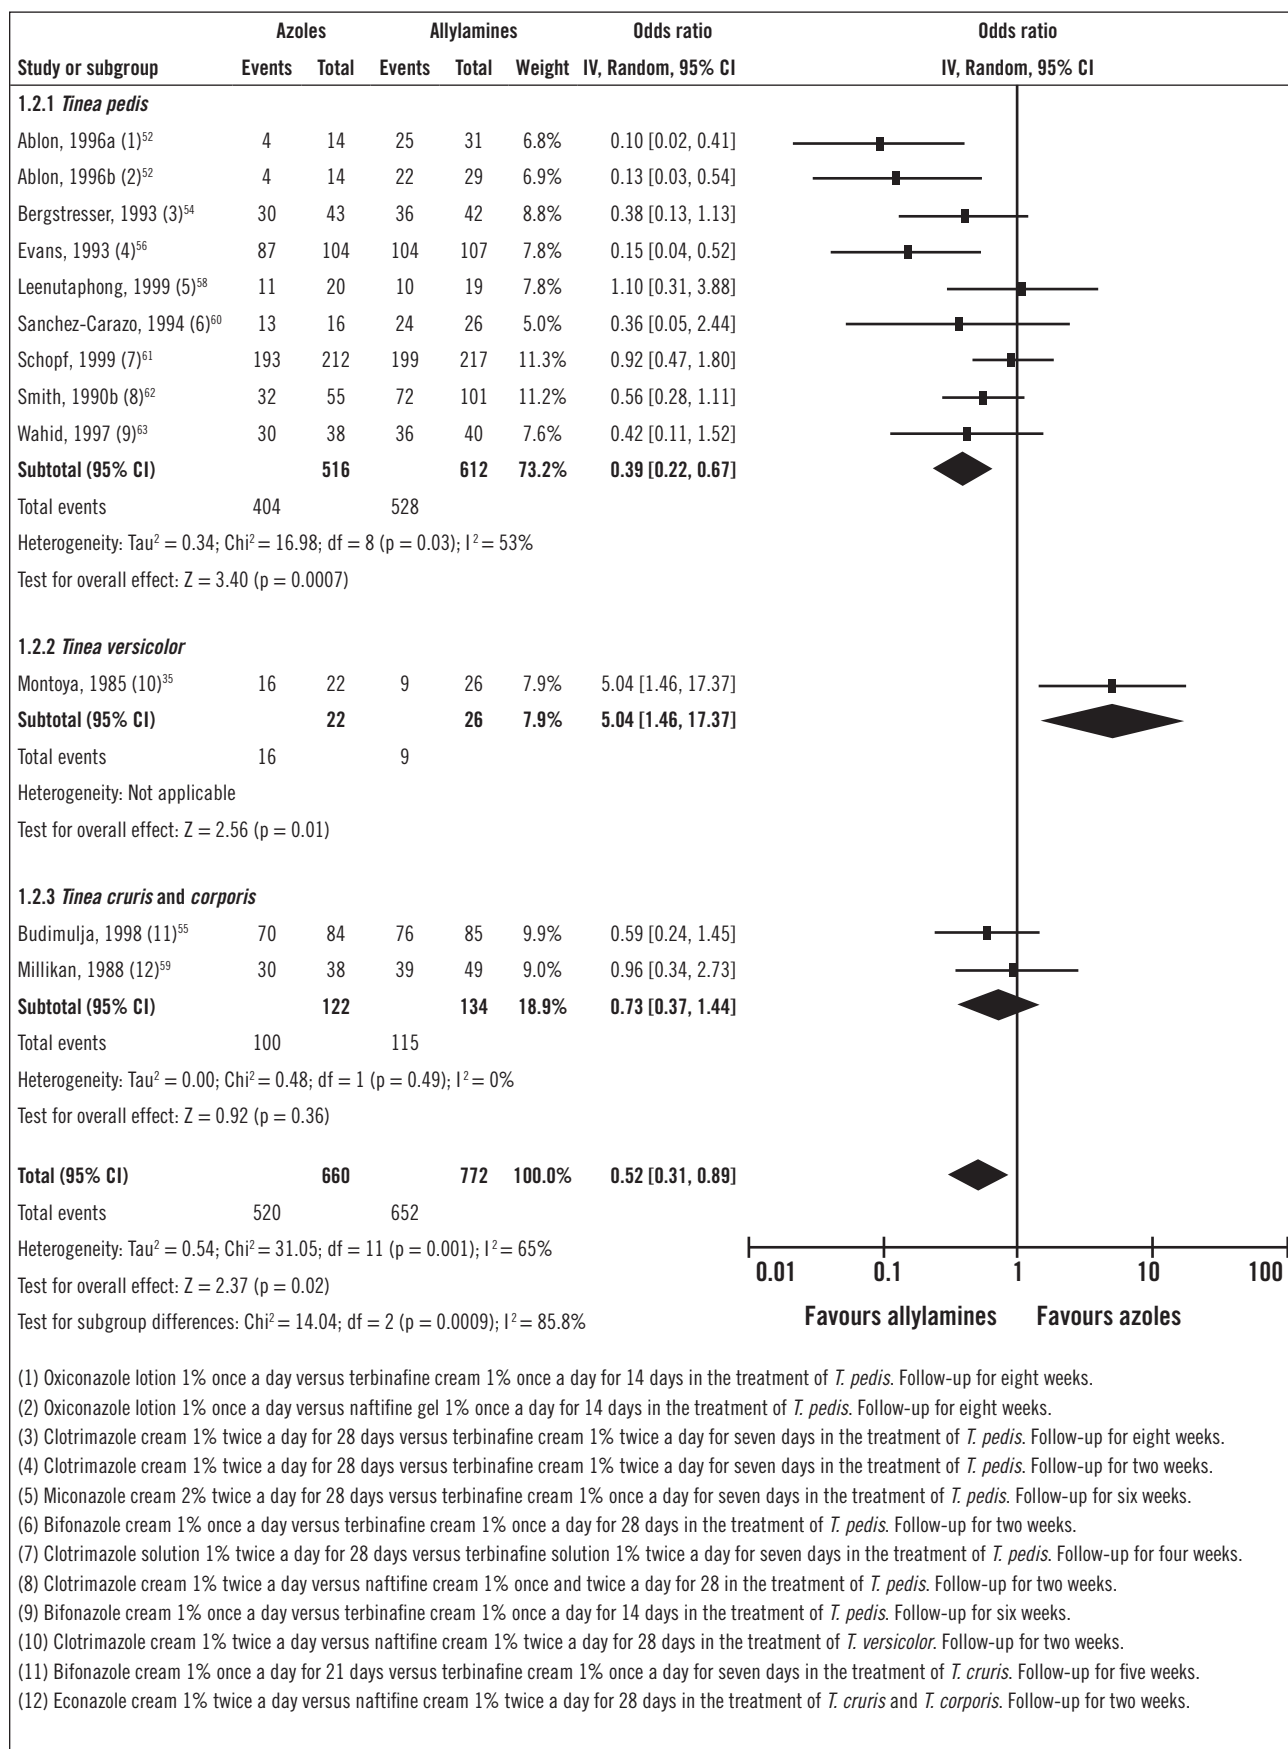 Azoles Allylamines Odds ratio Odds ratio
Study or subgroup Events Total Events Total Weight IV, Random, 95% CI IV, Random, 95% CI
1.2.1 Tinea pedis
Ablon, 1996a (1)⁵² 4 14 25 31 6.8% 0.10 [0.02, 0.41]
Ablon, 1996b (2)⁵² 4 14 22 29 6.9% 0.13 [0.03, 0.54]
Bergstresser, 1993 (3)⁵⁴ 30 43 36 42 8.8% 0.38 [0.13, 1.13]
Evans, 1993 (4)⁵⁶ 87 104 104 107 7.8% 0.15 [0.04, 0.52]
Leenutaphong, 1999 (5)⁵⁸ 11 20 10 19 7.8% 1.10 [0.31, 3.88]
Sanchez-Carazo, 1994 (6)⁶⁰ 13 16 24 26 5.0% 0.36 [0.05, 2.44]
Schopf, 1999 (7)⁶¹ 193 212 199 217 11.3% 0.92 [0.47, 1.80]
Smith, 1990b (8)⁶² 32 55 72 101 11.2% 0.56 [0.28, 1.11]
Wahid, 1997 (9)⁶³ 30 38 36 40 7.6% 0.42 [0.11, 1.52]
Subtotal (95% CI) 516 612 73.2% 0.39 [0.22, 0.67]
Total events 404 528
Heterogeneity: Tau² = 0.34; Chi² = 16.98; df = 8 (p = 0.03); I² = 53%
Test for overall effect: Z = 3.40 (p = 0.0007)
1.2.2 Tinea versicolor
Montoya, 1985 (10)³⁵ 16 22 9 26 7.9% 5.04 [1.46, 17.37]
Subtotal (95% CI) 22 26 7.9% 5.04 [1.46, 17.37]
Total events 16 9
Heterogeneity: Not applicable
Test for overall effect: Z = 2.56 (p = 0.01)
1.2.3 Tinea cruris and corporis
Budimulja, 1998 (11)⁵⁵ 70 84 76 85 9.9% 0.59 [0.24, 1.45]
Millikan, 1988 (12)⁵⁹ 30 38 39 49 9.0% 0.96 [0.34, 2.73]
Subtotal (95% CI) 122 134 18.9% 0.73 [0.37, 1.44]
Total events 100 115
Heterogeneity: Tau² = 0.00; Chi² = 0.48; df = 1 (p = 0.49); I² = 0%
Test for overall effect: Z = 0.92 (p = 0.36)
Total (95% CI) 660 772 100.0% 0.52 [0.31, 0.89]
Total events 520 652
Heterogeneity: Tau² = 0.54; Chi² = 31.05; df = 11 (p = 0.001); I² = 65%
Test for overall effect: Z = 2.37 (p = 0.02)
Test for subgroup differences: Chi² = 14.04; df = 2 (p = 0.0009); I² = 85.8%
0.01 0.1 1 10 100
Favours allylamines Favours azoles
(1) Oxiconazole lotion 1% once a day versus terbinafine cream 1% once a day for 14 days in the treatment of T. pedis. Follow-up for eight weeks.
(2) Oxiconazole lotion 1% once a day versus naftifine gel 1% once a day for 14 days in the treatment of T. pedis. Follow-up for eight weeks.
(3) Clotrimazole cream 1% twice a day for 28 days versus terbinafine cream 1% twice a day for seven days in the treatment of T. pedis. Follow-up for eight weeks.
(4) Clotrimazole cream 1% twice a day for 28 days versus terbinafine cream 1% twice a day for seven days in the treatment of T. pedis. Follow-up for two weeks.
(5) Miconazole cream 2% twice a day for 28 days versus terbinafine cream 1% once a day for seven days in the treatment of T. pedis. Follow-up for six weeks.
(6) Bifonazole cream 1% once a day versus terbinafine cream 1% once a day for 28 days in the treatment of T. pedis. Follow-up for two weeks.
(7) Clotrimazole solution 1% twice a day for 28 days versus terbinafine solution 1% twice a day for seven days in the treatment of T. pedis. Follow-up for four weeks.
(8) Clotrimazole cream 1% twice a day versus naftifine cream 1% once and twice a day for 28 in the treatment of T. pedis. Follow-up for two weeks.
(9) Bifonazole cream 1% once a day versus terbinafine cream 1% once a day for 14 days in the treatment of T. pedis. Follow-up for six weeks.
(10) Clotrimazole cream 1% twice a day versus naftifine cream 1% twice a day for 28 days in the treatment of T. versicolor. Follow-up for two weeks.
(11) Bifonazole cream 1% once a day for 21 days versus terbinafine cream 1% once a day for seven days in the treatment of T. cruris. Follow-up for five weeks.
(12) Econazole cream 1% twice a day versus naftifine cream 1% twice a day for 28 days in the treatment of T. cruris and T. corporis. Follow-up for two weeks.